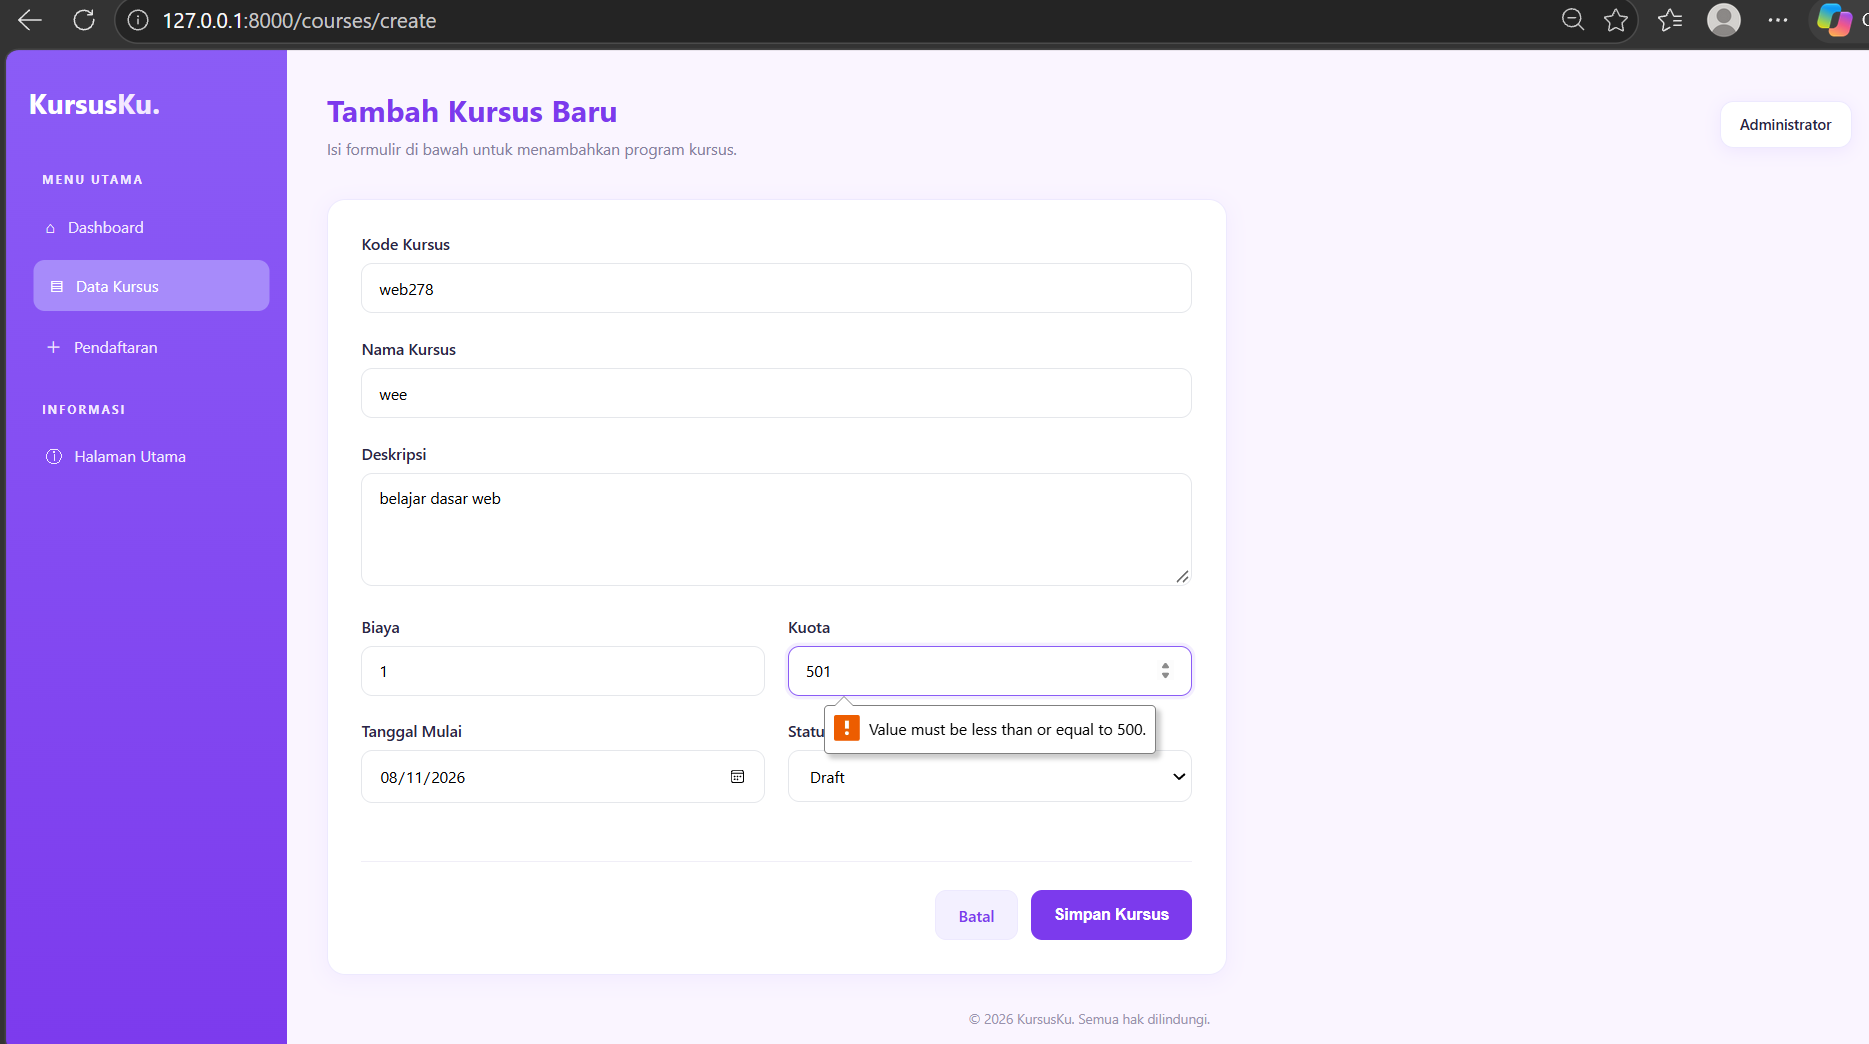 127.0.0.1:8000/courses/create
KursusKu.
MENU UTAMA
Dashboard
Data Kursus
Pendaftaran
INFORMASI
Halaman Utama
Tambah Kursus Baru
Isi formulir di bawah untuk menambahkan program kursus.
Administrator
Kode Kursus
web278
Nama Kursus
wee
Deskripsi
belajar dasar web
Biaya
1
Kuota
501
Value must be less than or equal to 500.
Tanggal Mulai
08/11/2026
Statu
Draft
Batal
Simpan Kursus
© 2026 KursusKu. Semua hak dilindungi.